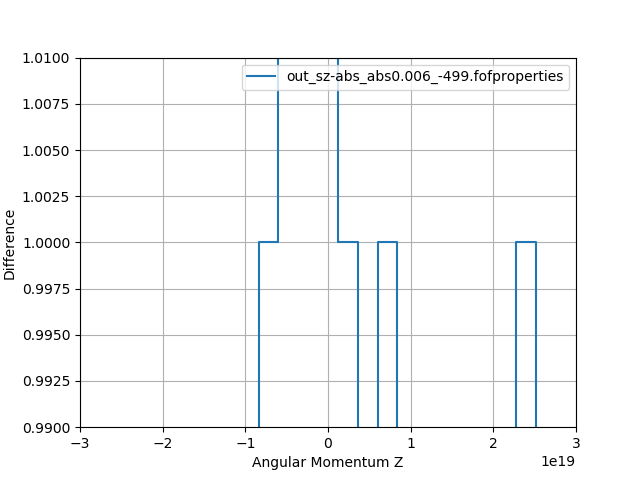 1.0100
1.0075
1.0050
1.0025
1.0000
0.9975
0.9950
0.9925
0.9900
Difference
out_sz-abs_abs0.006_-499.fofproperties
−3 −2 −1 0 1 2 3
Angular Momentum Z
1e19